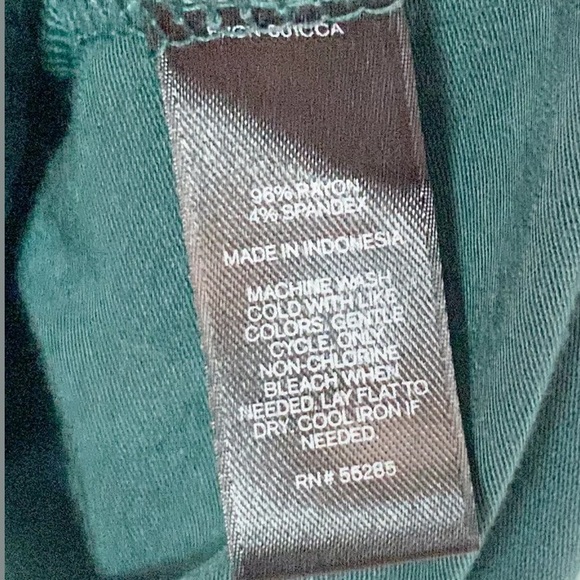 96% RAYON
4% SPANDEX
MADE IN INDONESIA
MACHINE WASH
COLD WITH LIKE
COLORS, GENTLE
CYCLE, ONLY
NON-CHLORINE
BLEACH WHEN
NEEDED, LAY FLAT TO
DRY. COOL IRON IF
NEEDED.
RN# 55285